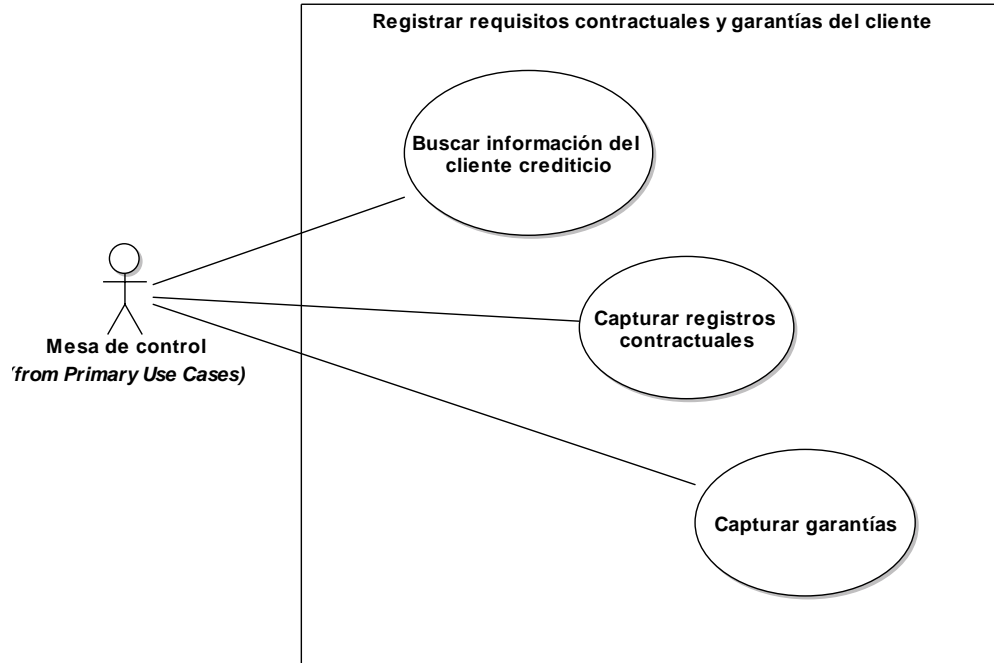 Registrar requisitos contractuales y garantías del cliente
Buscar información del
cliente crediticio
Capturar registros
contractuales
Mesa de control
(from Primary Use Cases)
Capturar garantías